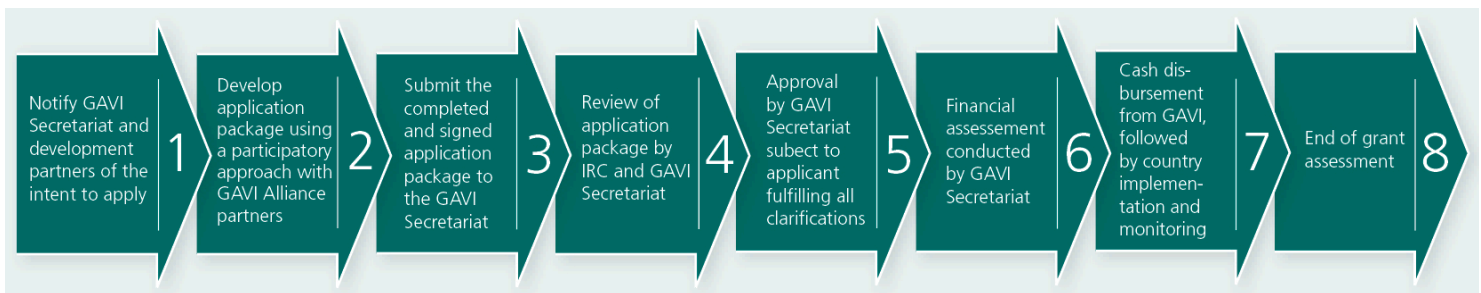 Notify GAVI
Secretariat and
development
partners of the
intent to apply
1
Develop
application
package using
a participatory
approach with
GAVI Alliance
partners
2
Submit the
completed
and signed
application
package to
the GAVI
Secretariat
3
Review of
application
package by
IRC and GAVI
Secretariat
4
Approval
by GAVI
Secretariat
subect to
applicant
fulfilling all
clarifications
5
Financial
assessement
conducted
by GAVI
Secretariat
6
Cash dis-
bursement
from GAVI,
followed
by country
implemen-
tation and
monitoring
7
End of grant
assessment
8